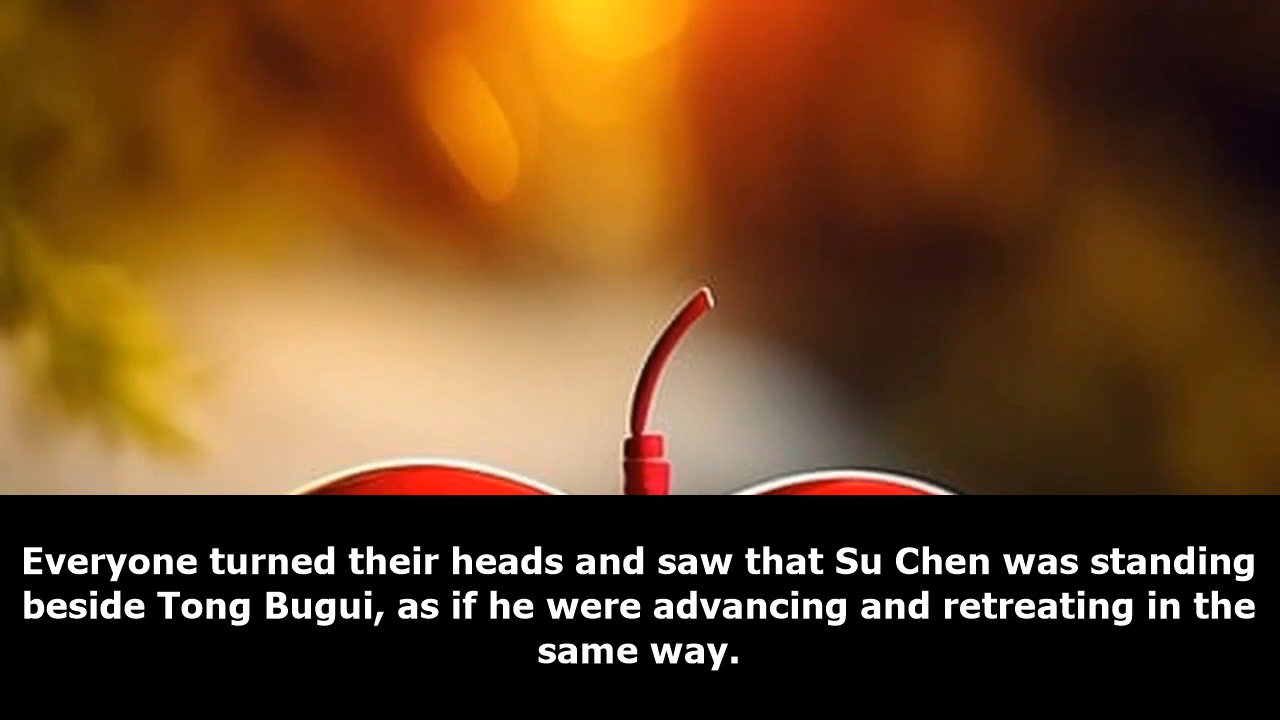 Everyone turned their heads and saw that Su Chen was standing
beside Tong Bugui, as if he were advancing and retreating in the
same way.